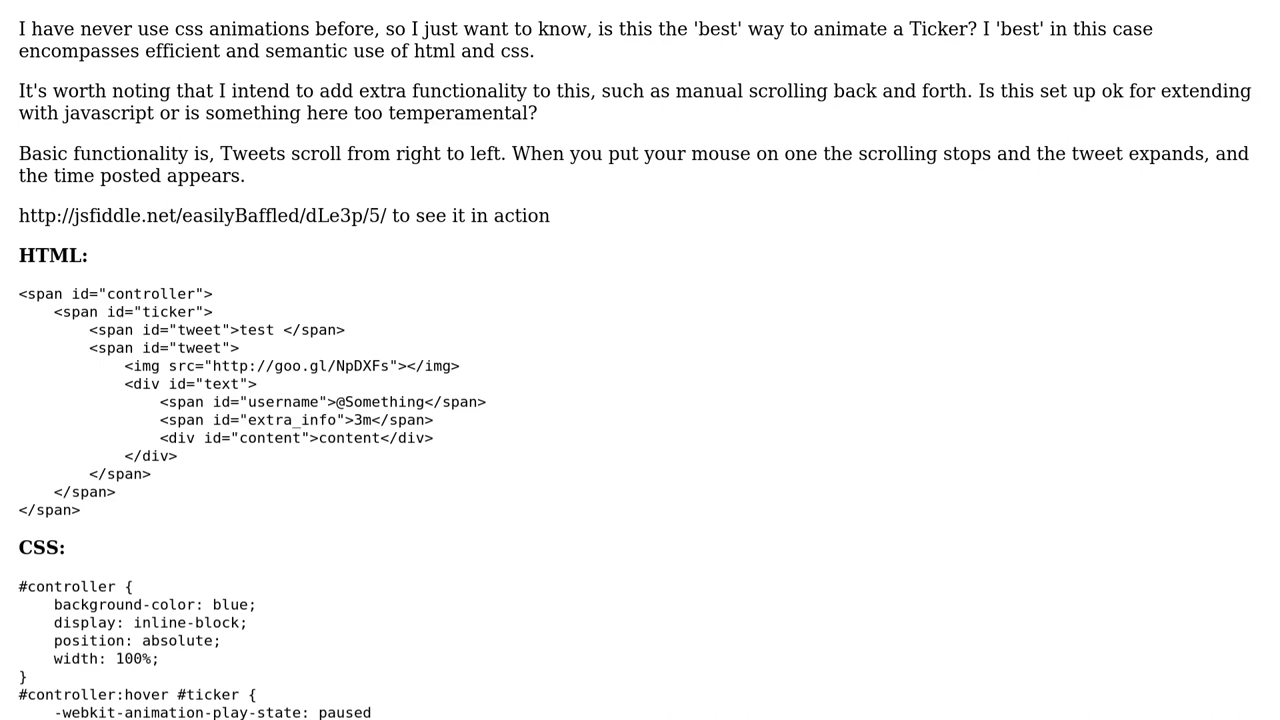 I have never use css animations before, so I just want to know, is this the 'best' way to animate a Ticker? I 'best' in this case
encompasses efficient and semantic use of html and css.
It's worth noting that I intend to add extra functionality to this, such as manual scrolling back and forth. Is this set up ok for extending
with javascript or is something here too temperamental?
Basic functionality is, Tweets scroll from right to left. When you put your mouse on one the scrolling stops and the tweet expands, and
the time posted appears.
http://jsfiddle.net/easilyBaffled/dLe3p/5/ to see it in action
HTML:
<span id="controller">
    <span id="ticker">
        <span id="tweet">test </span>
        <span id="tweet">
            <img src="http://goo.gl/NpDXFs"></img>
            <div id="text">
                <span id="username">@Something</span>
                <span id="extra_info">3m</span>
                <div id="content">content</div>
            </div>
        </span>
    </span>
</span>
CSS:
#controller {
    background-color: blue;
    display: inline-block;
    position: absolute;
    width: 100%;
}
#controller:hover #ticker {
    -webkit-animation-play-state: paused